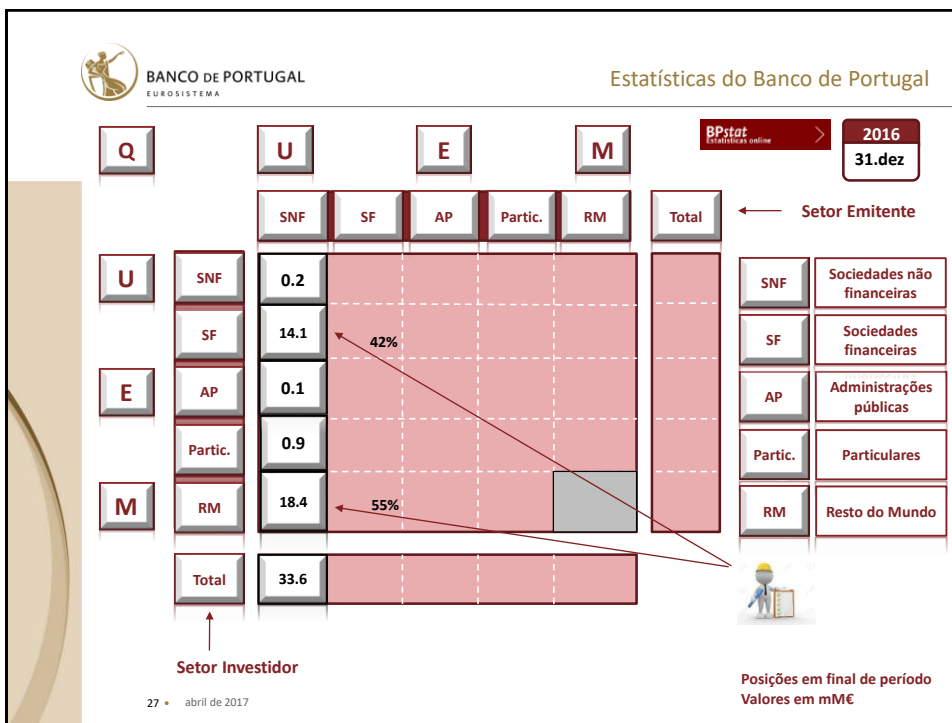 BANCO DE PORTUGAL
EUROSISTEMA
Estatísticas do Banco de Portugal
Q U E M
BPstat
Estatísticas online
2016
31.dez
SNF SF AP Partic. RM Total
Setor Emitente
U
E
M
SNF 0.2
SF 14.1 42%
AP 0.1
Partic. 0.9
RM 18.4 55%
Total 33.6
SNF Sociedades não
financeiras
SF Sociedades
financeiras
AP Administrações
públicas
Partic. Particulares
RM Resto do Mundo
Setor Investidor
Posições em final de período
Valores em mM€
27 • abril de 2017